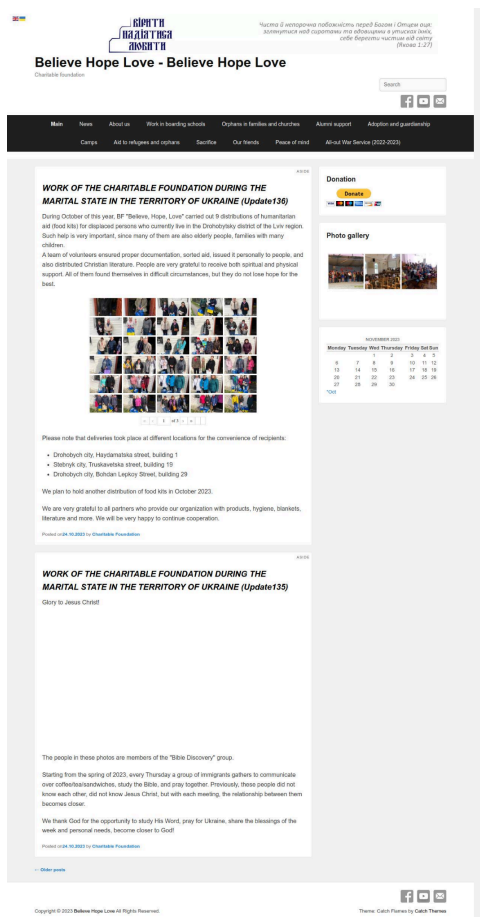 ВІРИТИ
НАДІЯТИСЯ
ЛЮБИТИ
Чиста й непорочна побожність перед Богом і Отцем оця:
зглянутися над сиротами та вдовицями в утисках їхніх,
себе берегти чистим від світу
(Якова 1:27)
Believe Hope Love - Believe Hope Love
Charitable foundation
Search
Main News About us Work in boarding schools Orphans in families and churches Alumni support Adoption and guardianship
Camps Aid to refugees and orphans Sacrifice Our friends Peace of mind All-out War Service (2022-2023)
WORK OF THE CHARITABLE FOUNDATION DURING THE
MARITAL STATE IN THE TERRITORY OF UKRAINE (Update136)
During October of this year, BF "Believe, Hope, Love" carried out 9 distributions of humanitarian
aid (food kits) for displaced persons who currently live in the Drohobytsky district of the Lviv region.
Such help is very important, since many of them are also elderly people, families with many
children.
A team of volunteers ensured proper documentation, sorted aid, issued it personally to people, and
also distributed Christian literature. People are very grateful to receive both spiritual and physical
support. All of them found themselves in difficult circumstances, but they do not lose hope for the
best.
« ‹ 1 of 3 › »
Please note that deliveries took place at different locations for the convenience of recipients:
• Drohobych city, Haydamatska street, building 1
• Stebnyk city, Truskavetska street, building 19
• Drohobych city, Bohdan Lepkoy Street, building 29
We plan to hold another distribution of food kits in October 2023.
We are very grateful to all partners who provide our organization with products, hygiene, blankets,
literature and more. We will be very happy to continue cooperation.
Posted on 24.10.2023 by Charitable Foundation
WORK OF THE CHARITABLE FOUNDATION DURING THE
MARITAL STATE IN THE TERRITORY OF UKRAINE (Update135)
Glory to Jesus Christ!
The people in these photos are members of the "Bible Discovery" group.
Starting from the spring of 2023, every Thursday a group of immigrants gathers to communicate
over coffee/tea/sandwiches, study the Bible, and pray together. Previously, these people did not
know each other, did not know Jesus Christ, but with each meeting, the relationship between them
becomes closer.
We thank God for the opportunity to study His Word, pray for Ukraine, share the blessings of the
week and personal needs, become closer to God!
Posted on 24.10.2023 by Charitable Foundation
← Older posts
Donation
Donate
Photo gallery
NOVEMBER 2023
Monday Tuesday Wed Thursday Friday Sat Sun
1 2 3 4 5
6 7 8 9 10 11 12
13 14 15 16 17 18 19
20 21 22 23 24 25 26
27 28 29 30
"Oct
Copyright © 2023 Believe Hope Love All Rights Reserved.
Theme: Catch Flames by Catch Themes